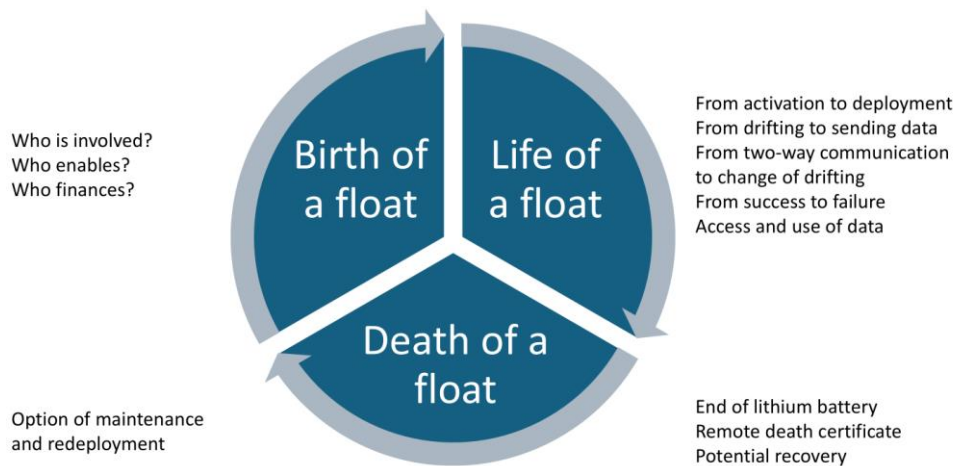 Who is involved?
Who enables?
Who finances?
Birth of
a float
Life of
a float
From activation to deployment
From drifting to sending data
From two-way communication
to change of drifting
From success to failure
Access and use of data
Death of a
float
Option of maintenance
and redeployment
End of lithium battery
Remote death certificate
Potential recovery